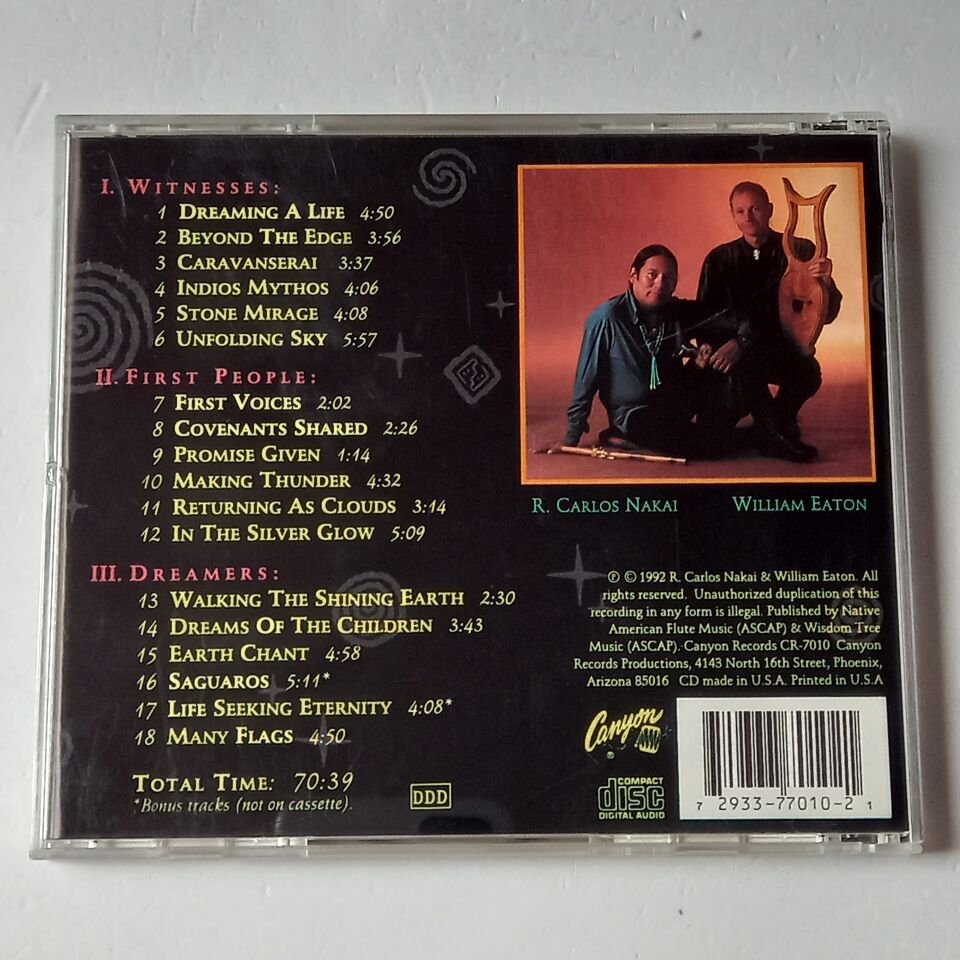 I. WITNESSES:
1 DREAMING A LIFE 4:50
2 BEYOND THE EDGE 3:56
3 CARAVANSERAI 3:37
4 INDIOS MYTHOS 4:06
5 STONE MIRAGE 4:08
6 UNFOLDING SKY 5:57
II. FIRST PEOPLE:
7 FIRST VOICES 2:02
8 COVENANTS SHARED 2:26
9 PROMISE GIVEN 1:14
10 MAKING THUNDER 4:32
11 RETURNING AS CLOUDS 3:14
12 IN THE SILVER GLOW 5:09
III. DREAMERS:
13 WALKING THE SHINING EARTH 2:30
14 DREAMS OF THE CHILDREN 3:43
15 EARTH CHANT 4:58
16 SAGUAROS 5:11*
17 LIFE SEEKING ETERNITY 4:08*
18 MANY FLAGS 4:50
TOTAL TIME: 70:39
*Bonus tracks (not on cassette).
DDD
R. CARLOS NAKAI
WILLIAM EATON
℗ © 1992 R. Carlos Nakai & William Eaton. All
rights reserved. Unauthorized duplication of this
recording in any form is illegal. Published by Native
American Flute Music (ASCAP) & Wisdom Tree
Music (ASCAP). Canyon Records CR-7010 Canyon
Records Productions, 4143 North 16th Street, Phoenix,
Arizona 85016 CD made in U.S.A. Printed in U.S.A
Canyon
®
COMPACT
disc
DIGITAL AUDIO
7 2933-77010-2 1